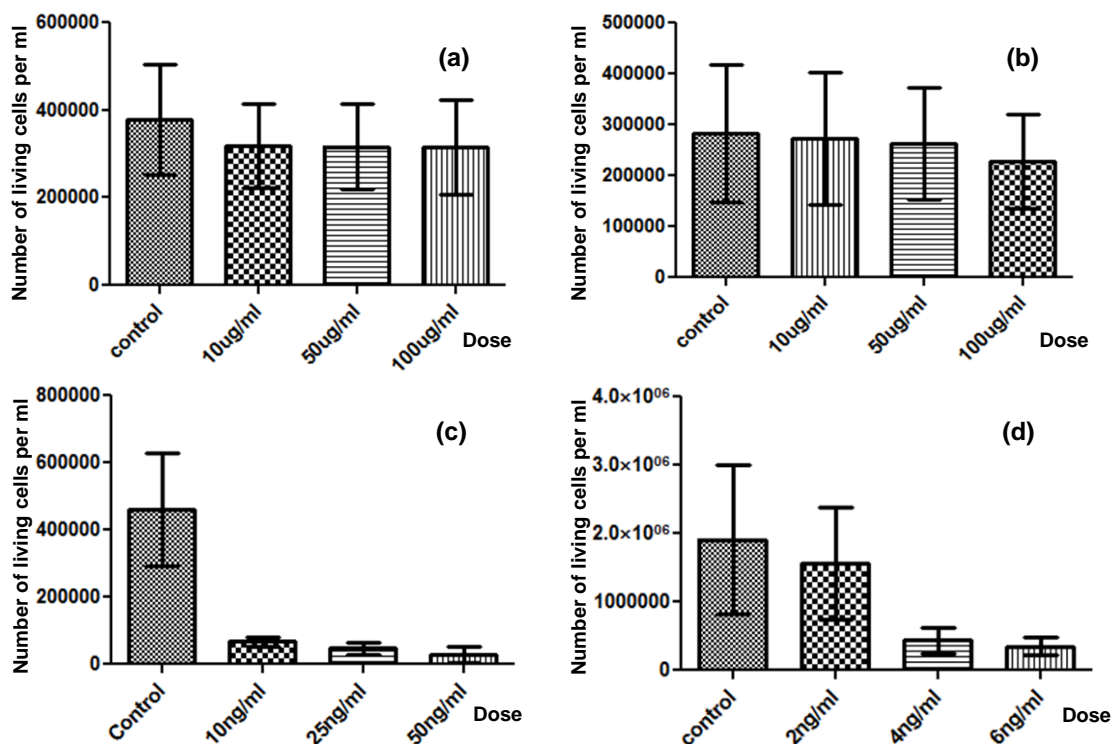 Number of living cells per ml
600000
400000
200000
0
(a)
control
10ug/ml
50ug/ml
100ug/ml
Dose
Number of living cells per ml
500000
400000
300000
200000
100000
0
(b)
control
10ug/ml
50ug/ml
100ug/ml
Dose
Number of living cells per ml
800000
600000
400000
200000
0
(c)
Control
10ng/ml
25ng/ml
50ng/ml
Dose
Number of living cells per ml
4.0×10⁰⁶
3.0×10⁰⁶
2.0×10⁰⁶
1000000
0
(d)
control
2ng/ml
4ng/ml
6ng/ml
Dose